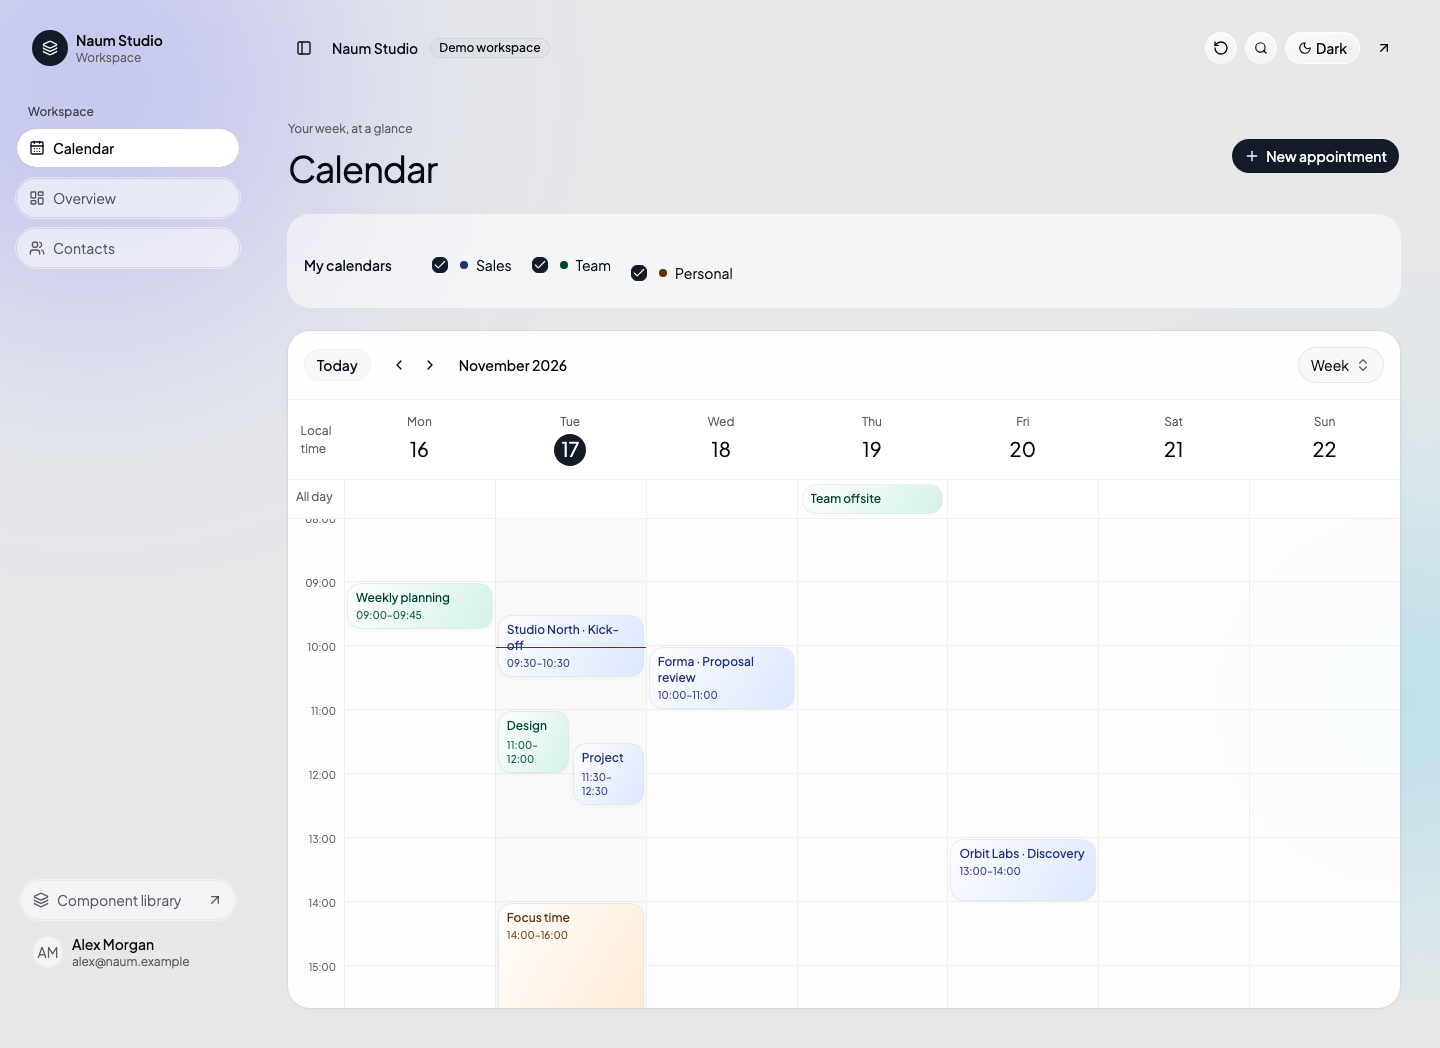 Naum Studio
Workspace
Naum Studio
Demo workspace
Dark
Workspace
Calendar
Overview
Contacts
Your week, at a glance
Calendar
New appointment
My calendars
Sales
Team
Personal
Today
November 2026
Week
Local
time
Mon
16
Tue
17
Wed
18
Thu
19
Fri
20
Sat
21
Sun
22
All day
Team offsite
08:00
09:00
10:00
11:00
12:00
13:00
14:00
15:00
Weekly planning
09:00–09:45
Studio North · Kick-
off
09:30–10:30
Forma · Proposal
review
10:00–11:00
Design
11:00–
12:00
Project
11:30–
12:30
Orbit Labs · Discovery
13:00–14:00
Focus time
14:00–16:00
Component library
AM
Alex Morgan
alex@naum.example